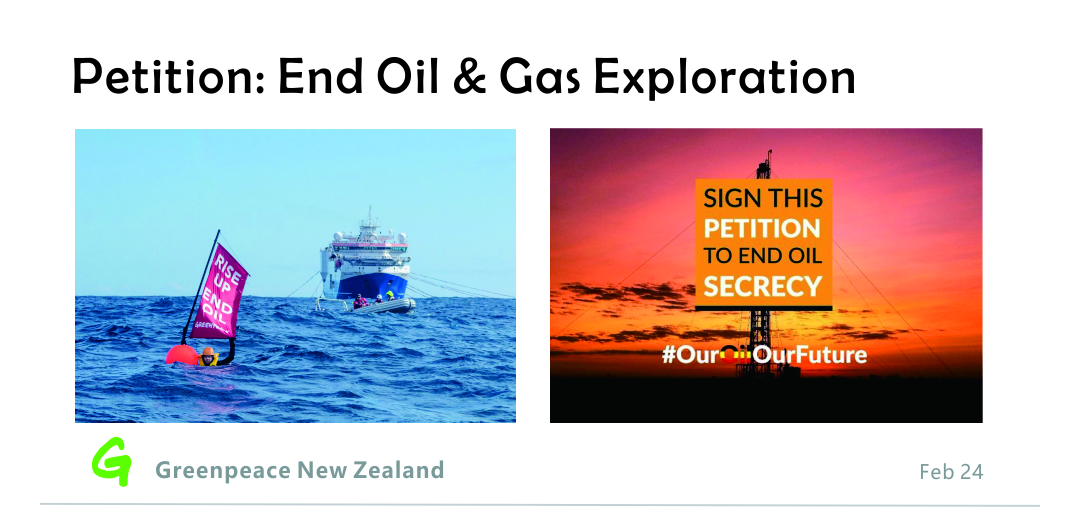 Petition: End Oil & Gas Exploration
RISE
UP
END
OIL
GREENPEACE
SIGN THIS
PETITION
TO END OIL
SECRECY
#OurOilOurFuture
G
Greenpeace New Zealand
Feb 24